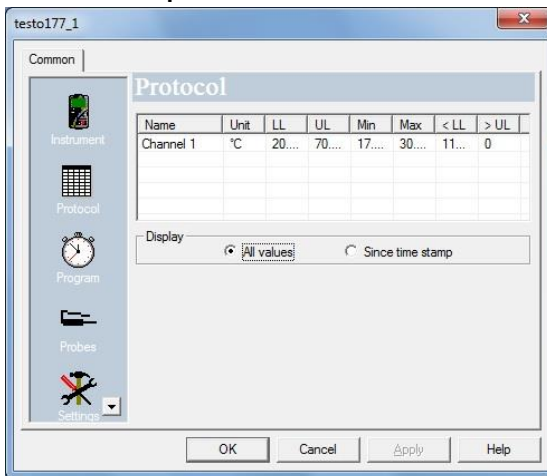 testo177_1
Common
Protocol
Instrument
Protocol
Program
Probes
Settings
Name Unit LL UL Min Max < LL > UL
Channel 1 °C 20.... 70.... 17.... 30.... 11... 0
Display
All values Since time stamp
OK Cancel Apply Help